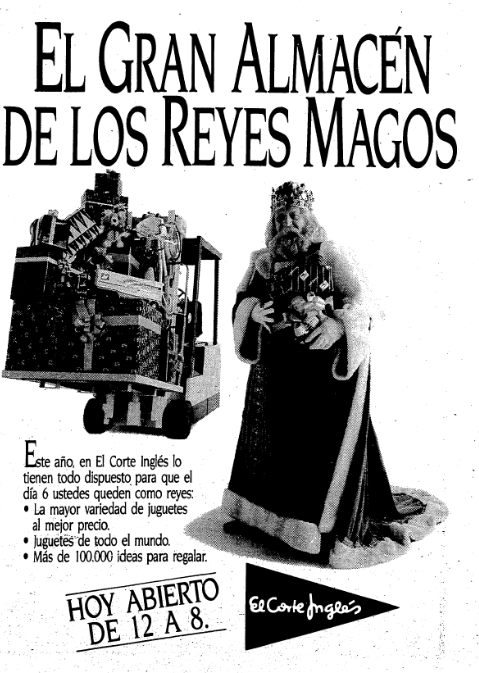 EL GRAN ALMACÉN
DE LOS REYES MAGOS
Este año, en El Corte Inglés lo
tienen todo dispuesto para que el
día 6 ustedes queden como reyes:
• La mayor variedad de juguetes
al mejor precio.
• Juguetes de todo el mundo.
• Más de 100.000 ideas para regalar.
HOY ABIERTO
DE 12 A 8.
El Corte Inglés